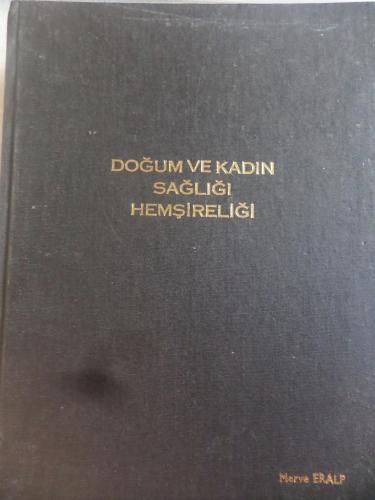 DOĞUM VE KADIN
SAĞLIĞI
HEMŞİRELİĞİ
Merve ERALP